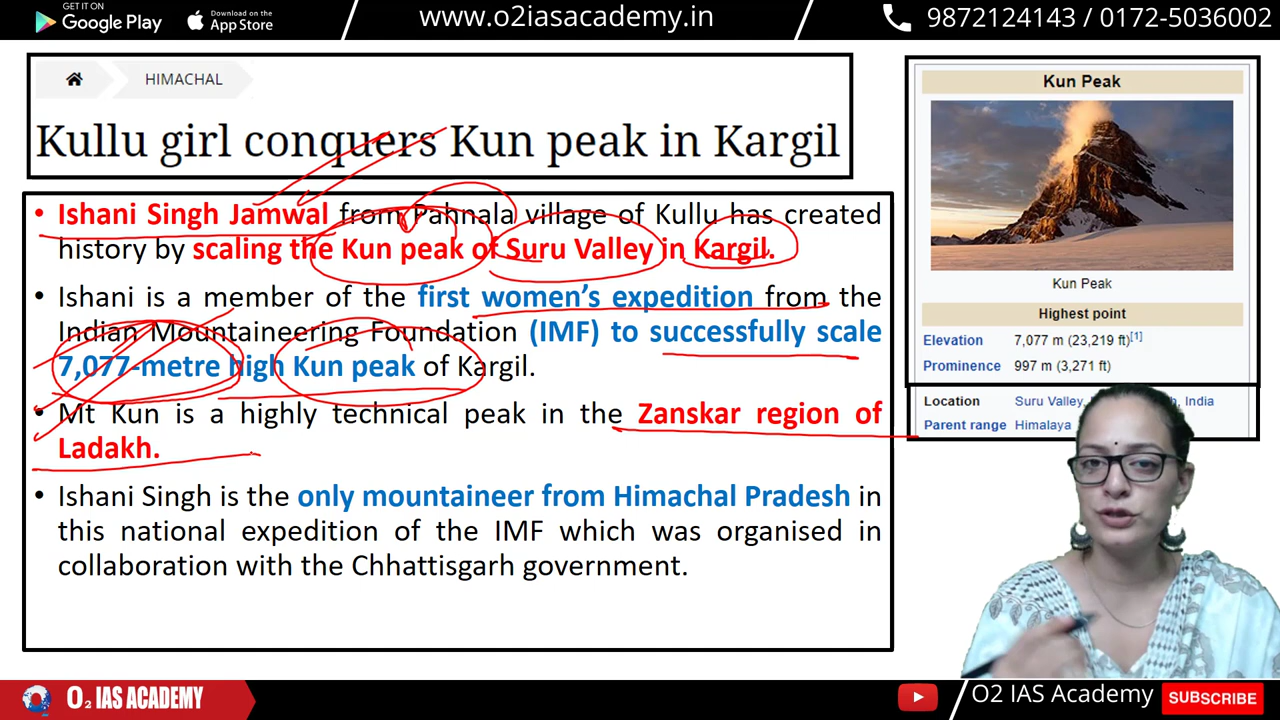 GET IT ON
Google Play
Download on the
App Store
www.o2iasacademy.in
9872124143 / 0172-5036002
HIMACHAL
Kullu girl conquers Kun peak in Kargil
• Ishani Singh Jamwal from Pahnala village of Kullu has created
history by scaling the Kun peak of Suru Valley in Kargil.
• Ishani is a member of the first women’s expedition from the
Indian Mountaineering Foundation (IMF) to successfully scale
7,077-metre high Kun peak of Kargil.
• Mt Kun is a highly technical peak in the Zanskar region of
Ladakh.
• Ishani Singh is the only mountaineer from Himachal Pradesh in
this national expedition of the IMF which was organised in
collaboration with the Chhattisgarh government.
Kun Peak
Kun Peak
Highest point
Elevation 7,077 m (23,219 ft)[1]
Prominence 997 m (3,271 ft)
Location Suru Valley, India
Parent range Himalaya
O2 IAS ACADEMY
O2 IAS Academy
SUBSCRIBE